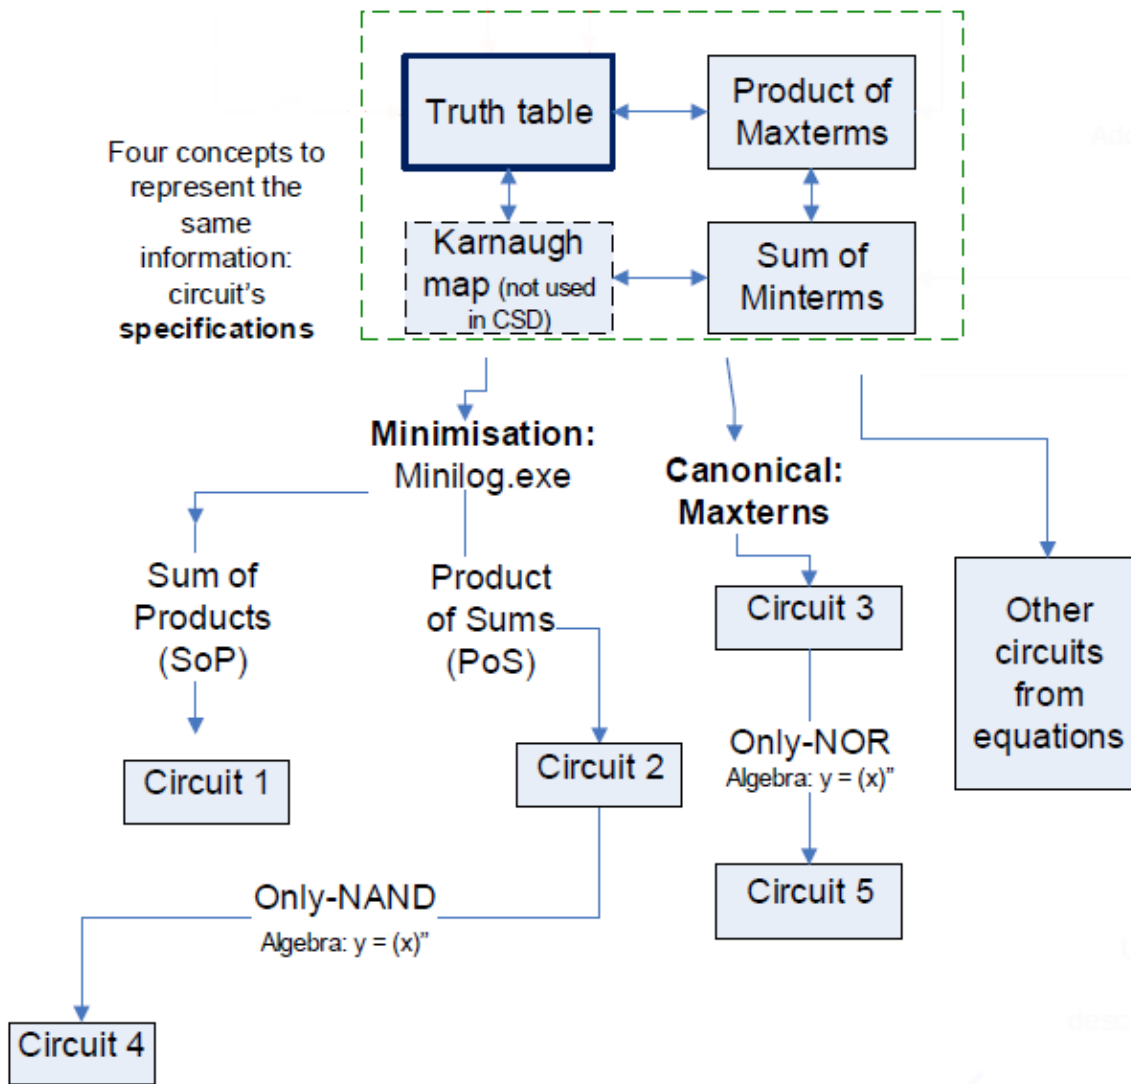 Truth table
Product of
Maxterms
Four concepts to
represent the
same
information:
circuit's
specifications
Karnaugh
map (not used
in CSD)
Sum of
Minterms
Minimisation:
Minilog.exe
Canonical:
Maxterns
Sum of
Products
(SoP)
Product
of Sums
(PoS)
Circuit 3
Other
circuits
from
equations
Circuit 1
Circuit 2
Only-NOR
Algebra: y = (x)”
Circuit 5
Only-NAND
Algebra: y = (x)”
Circuit 4